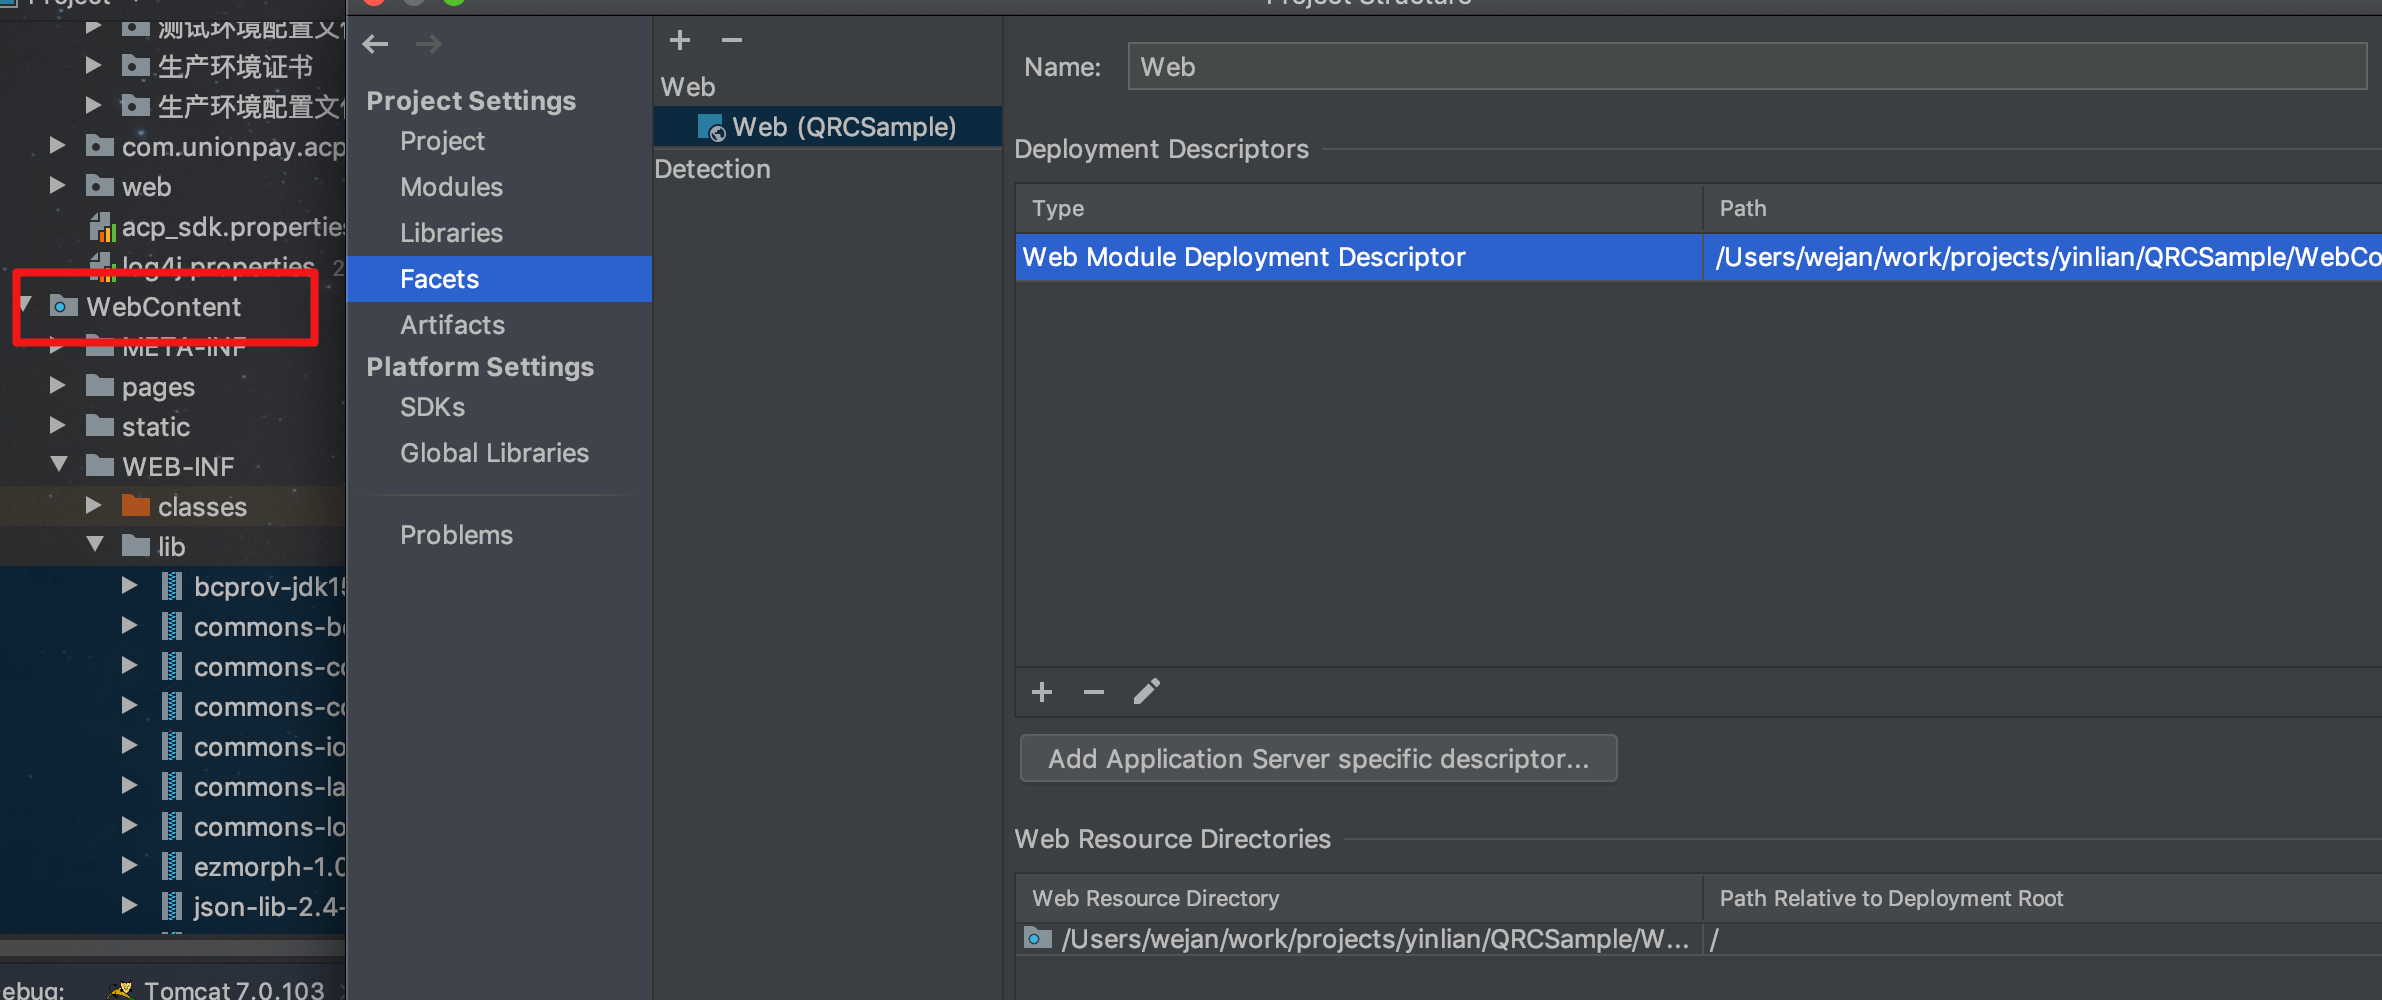 Project
测试环境配置文
生产环境证书
生产环境配置文
com.unionpay.acp
web
acp_sdk.properties
log4j.properties 2
WebContent
META-INF
pages
static
WEB-INF
classes
lib
bcprov-jdk15
commons-be
commons-co
commons-co
commons-io
commons-la
commons-lo
ezmorph-1.0
json-lib-2.4-
ebug:
Tomcat 7.0.103
Project Structure
Project Settings
Project
Modules
Libraries
Facets
Artifacts
Platform Settings
SDKs
Global Libraries
Problems
Web
Web (QRCSample)
Detection
Name: Web
Deployment Descriptors
Type Path
Web Module Deployment Descriptor /Users/wejan/work/projects/yinlian/QRCSample/WebCo
Add Application Server specific descriptor...
Web Resource Directories
Web Resource Directory Path Relative to Deployment Root
/Users/wejan/work/projects/yinlian/QRCSample/W... /